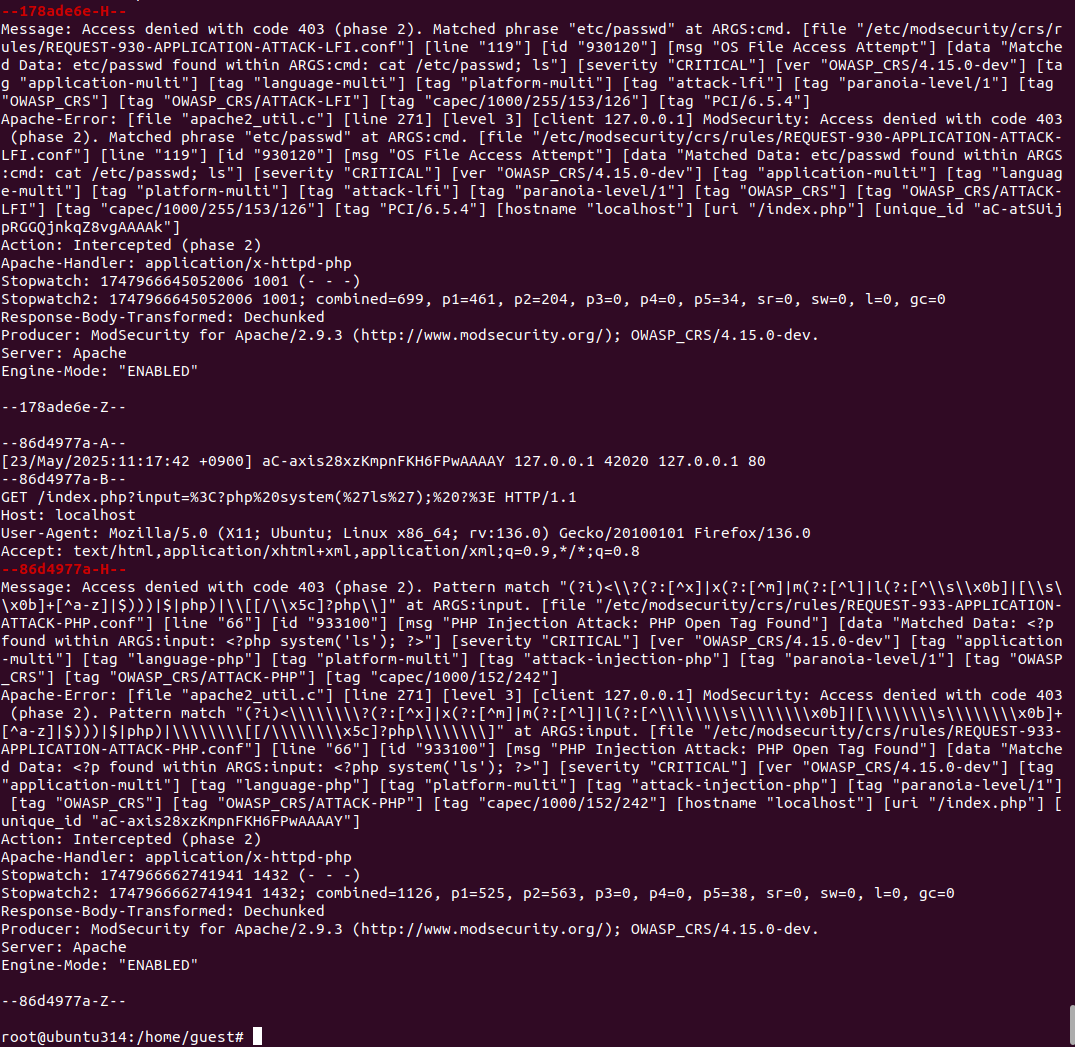 --178ade6e-H--
Message: Access denied with code 403 (phase 2). Matched phrase "etc/passwd" at ARGS:cmd. [file "/etc/modsecurity/crs/r
ules/REQUEST-930-APPLICATION-ATTACK-LFI.conf"] [line "119"] [id "930120"] [msg "OS File Access Attempt"] [data "Matche
d Data: etc/passwd found within ARGS:cmd: cat /etc/passwd; ls"] [severity "CRITICAL"] [ver "OWASP_CRS/4.15.0-dev"] [ta
g "application-multi"] [tag "language-multi"] [tag "platform-multi"] [tag "attack-lfi"] [tag "paranoia-level/1"] [tag 
"OWASP_CRS"] [tag "OWASP_CRS/ATTACK-LFI"] [tag "capec/1000/255/153/126"] [tag "PCI/6.5.4"]
Apache-Error: [file "apache2_util.c"] [line 271] [level 3] [client 127.0.0.1] ModSecurity: Access denied with code 403
 (phase 2). Matched phrase "etc/passwd" at ARGS:cmd. [file "/etc/modsecurity/crs/rules/REQUEST-930-APPLICATION-ATTACK-
LFI.conf"] [line "119"] [id "930120"] [msg "OS File Access Attempt"] [data "Matched Data: etc/passwd found within ARGS
:cmd: cat /etc/passwd; ls"] [severity "CRITICAL"] [ver "OWASP_CRS/4.15.0-dev"] [tag "application-multi"] [tag "languag
e-multi"] [tag "platform-multi"] [tag "attack-lfi"] [tag "paranoia-level/1"] [tag "OWASP_CRS"] [tag "OWASP_CRS/ATTACK-
LFI"] [tag "capec/1000/255/153/126"] [tag "PCI/6.5.4"] [hostname "localhost"] [uri "/index.php"] [unique_id "aC-atSUij
pRGGQjnkqZ8vgAAAAk"]
Action: Intercepted (phase 2)
Apache-Handler: application/x-httpd-php
Stopwatch: 1747966645052006 1001 (- - -)
Stopwatch2: 1747966645052006 1001; combined=699, p1=461, p2=204, p3=0, p4=0, p5=34, sr=0, sw=0, l=0, gc=0
Response-Body-Transformed: Dechunked
Producer: ModSecurity for Apache/2.9.3 (http://www.modsecurity.org/); OWASP_CRS/4.15.0-dev.
Server: Apache
Engine-Mode: "ENABLED"
--178ade6e-Z--
--86d4977a-A--
[23/May/2025:11:17:42 +0900] aC-axis28xzKmpnFKH6FPwAAAAY 127.0.0.1 42020 127.0.0.1 80
--86d4977a-B--
GET /index.php?input=%3C?php%20system(%27ls%27);%20?%3E HTTP/1.1
Host: localhost
User-Agent: Mozilla/5.0 (X11; Ubuntu; Linux x86_64; rv:136.0) Gecko/20100101 Firefox/136.0
Accept: text/html,application/xhtml+xml,application/xml;q=0.9,*/*;q=0.8
--86d4977a-H--
Message: Access denied with code 403 (phase 2). Pattern match "(?i)<\\?(?:[^x]|x(?:[^m]|m(?:[^l]|l(?:[^\\s\\x0b]|[\\s\
\x0b]+[^a-z]|$)))|$|php)|\\[[/\\x5c]?php\\]" at ARGS:input. [file "/etc/modsecurity/crs/rules/REQUEST-933-APPLICATION-
ATTACK-PHP.conf"] [line "66"] [id "933100"] [msg "PHP Injection Attack: PHP Open Tag Found"] [data "Matched Data: <?p 
found within ARGS:input: <?php system('ls'); ?>"] [severity "CRITICAL"] [ver "OWASP_CRS/4.15.0-dev"] [tag "application
-multi"] [tag "language-php"] [tag "platform-multi"] [tag "attack-injection-php"] [tag "paranoia-level/1"] [tag "OWASP
_CRS"] [tag "OWASP_CRS/ATTACK-PHP"] [tag "capec/1000/152/242"]
Apache-Error: [file "apache2_util.c"] [line 271] [level 3] [client 127.0.0.1] ModSecurity: Access denied with code 403
 (phase 2). Pattern match "(?i)<\\\\\\\\?(?:[^x]|x(?:[^m]|m(?:[^l]|l(?:[^\\\\\\\\s\\\\\\\\x0b]|[\\\\\\\\s\\\\\\\\x0b]+
[^a-z]|$)))|$|php)|\\\\\\\\[[/\\\\\\\\x5c]?php\\\\\\\\]" at ARGS:input. [file "/etc/modsecurity/crs/rules/REQUEST-933-
APPLICATION-ATTACK-PHP.conf"] [line "66"] [id "933100"] [msg "PHP Injection Attack: PHP Open Tag Found"] [data "Matche
d Data: <?p found within ARGS:input: <?php system('ls'); ?>"] [severity "CRITICAL"] [ver "OWASP_CRS/4.15.0-dev"] [tag 
"application-multi"] [tag "language-php"] [tag "platform-multi"] [tag "attack-injection-php"] [tag "paranoia-level/1"]
 [tag "OWASP_CRS"] [tag "OWASP_CRS/ATTACK-PHP"] [tag "capec/1000/152/242"] [hostname "localhost"] [uri "/index.php"] [
unique_id "aC-axis28xzKmpnFKH6FPwAAAAY"]
Action: Intercepted (phase 2)
Apache-Handler: application/x-httpd-php
Stopwatch: 1747966662741941 1432 (- - -)
Stopwatch2: 1747966662741941 1432; combined=1126, p1=525, p2=563, p3=0, p4=0, p5=38, sr=0, sw=0, l=0, gc=0
Response-Body-Transformed: Dechunked
Producer: ModSecurity for Apache/2.9.3 (http://www.modsecurity.org/); OWASP_CRS/4.15.0-dev.
Server: Apache
Engine-Mode: "ENABLED"
--86d4977a-Z--
root@ubuntu314:/home/guest#